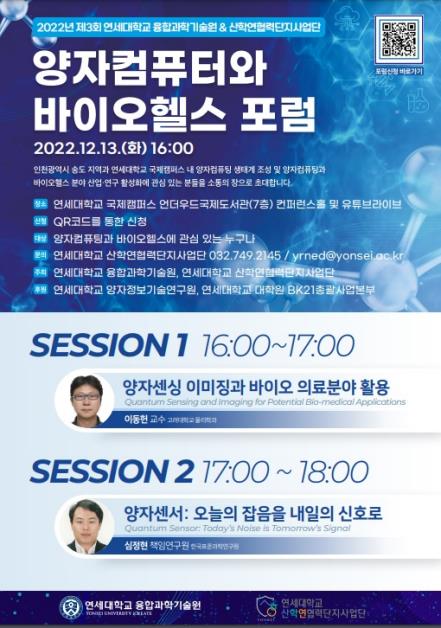 2022년 제3회 연세대학교 융합과학기술원 & 산학연협력단지사업단
양자컴퓨터와
바이오헬스 포럼
포럼신청 바로가기
2022.12.13.(화) 16:00
인천광역시 송도 지역과 연세대학교 국제캠퍼스 내 양자컴퓨팅 생태계 조성 및 양자컴퓨팅과
바이오헬스 분야 산업·연구 활성화에 관심 있는 분들을 소통의 장으로 초대합니다.
장소 연세대학교 국제캠퍼스 언더우드국제도서관(7층) 컨퍼런스홀 및 유튜브라이브
신청 QR코드를 통한 신청
대상 양자컴퓨팅과 바이오헬스에 관심 있는 누구나
문의 연세대학교 산학연협력단지사업단 032.749.2145 / yrned@yonsei.ac.kr
주최 연세대학교 융합과학기술원, 연세대학교 산학연협력단지사업단
후원 연세대학교 양자정보기술연구원, 연세대학교 대학원 BK21총괄사업본부
SESSION 1 16:00~17:00
양자센싱 이미징과 바이오 의료분야 활용
Quantum Sensing and Imaging for Potential Bio-medical Applications
이동헌 교수 고려대학교 물리학과
SESSION 2 17:00 ~ 18:00
양자센서: 오늘의 잡음을 내일의 신호로
Quantum Sensor: Today's Noise is Tomorrow's Signal
심정현 책임연구원 한국표준과학연구원
연세대학교 융합과학기술원
연세대학교
산학연협력단지사업단